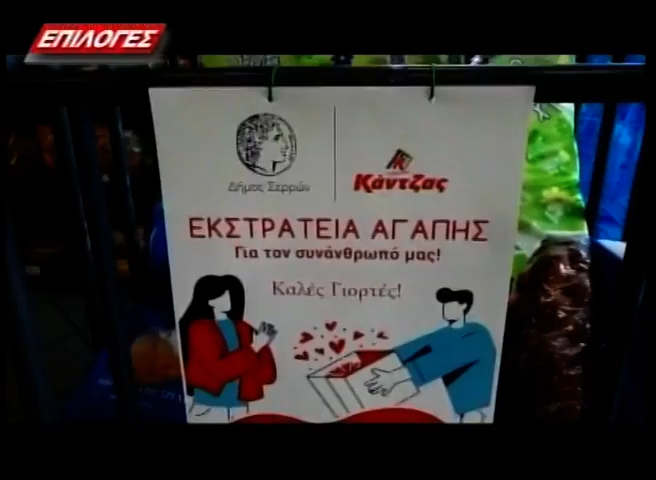 ΕΠΙΛΟΓΕΣ
Δήμος Σερρών
Κάντζας
ΕΚΣΤΡΑΤΕΙΑ ΑΓΑΠΗΣ
Για τον συνάνθρωπό μας!
Καλές Γιορτές!